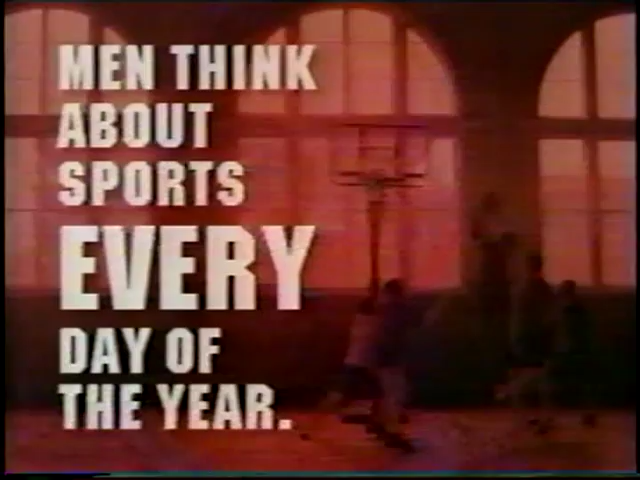 MEN THINK
ABOUT
SPORTS
EVERY
DAY OF
THE YEAR.